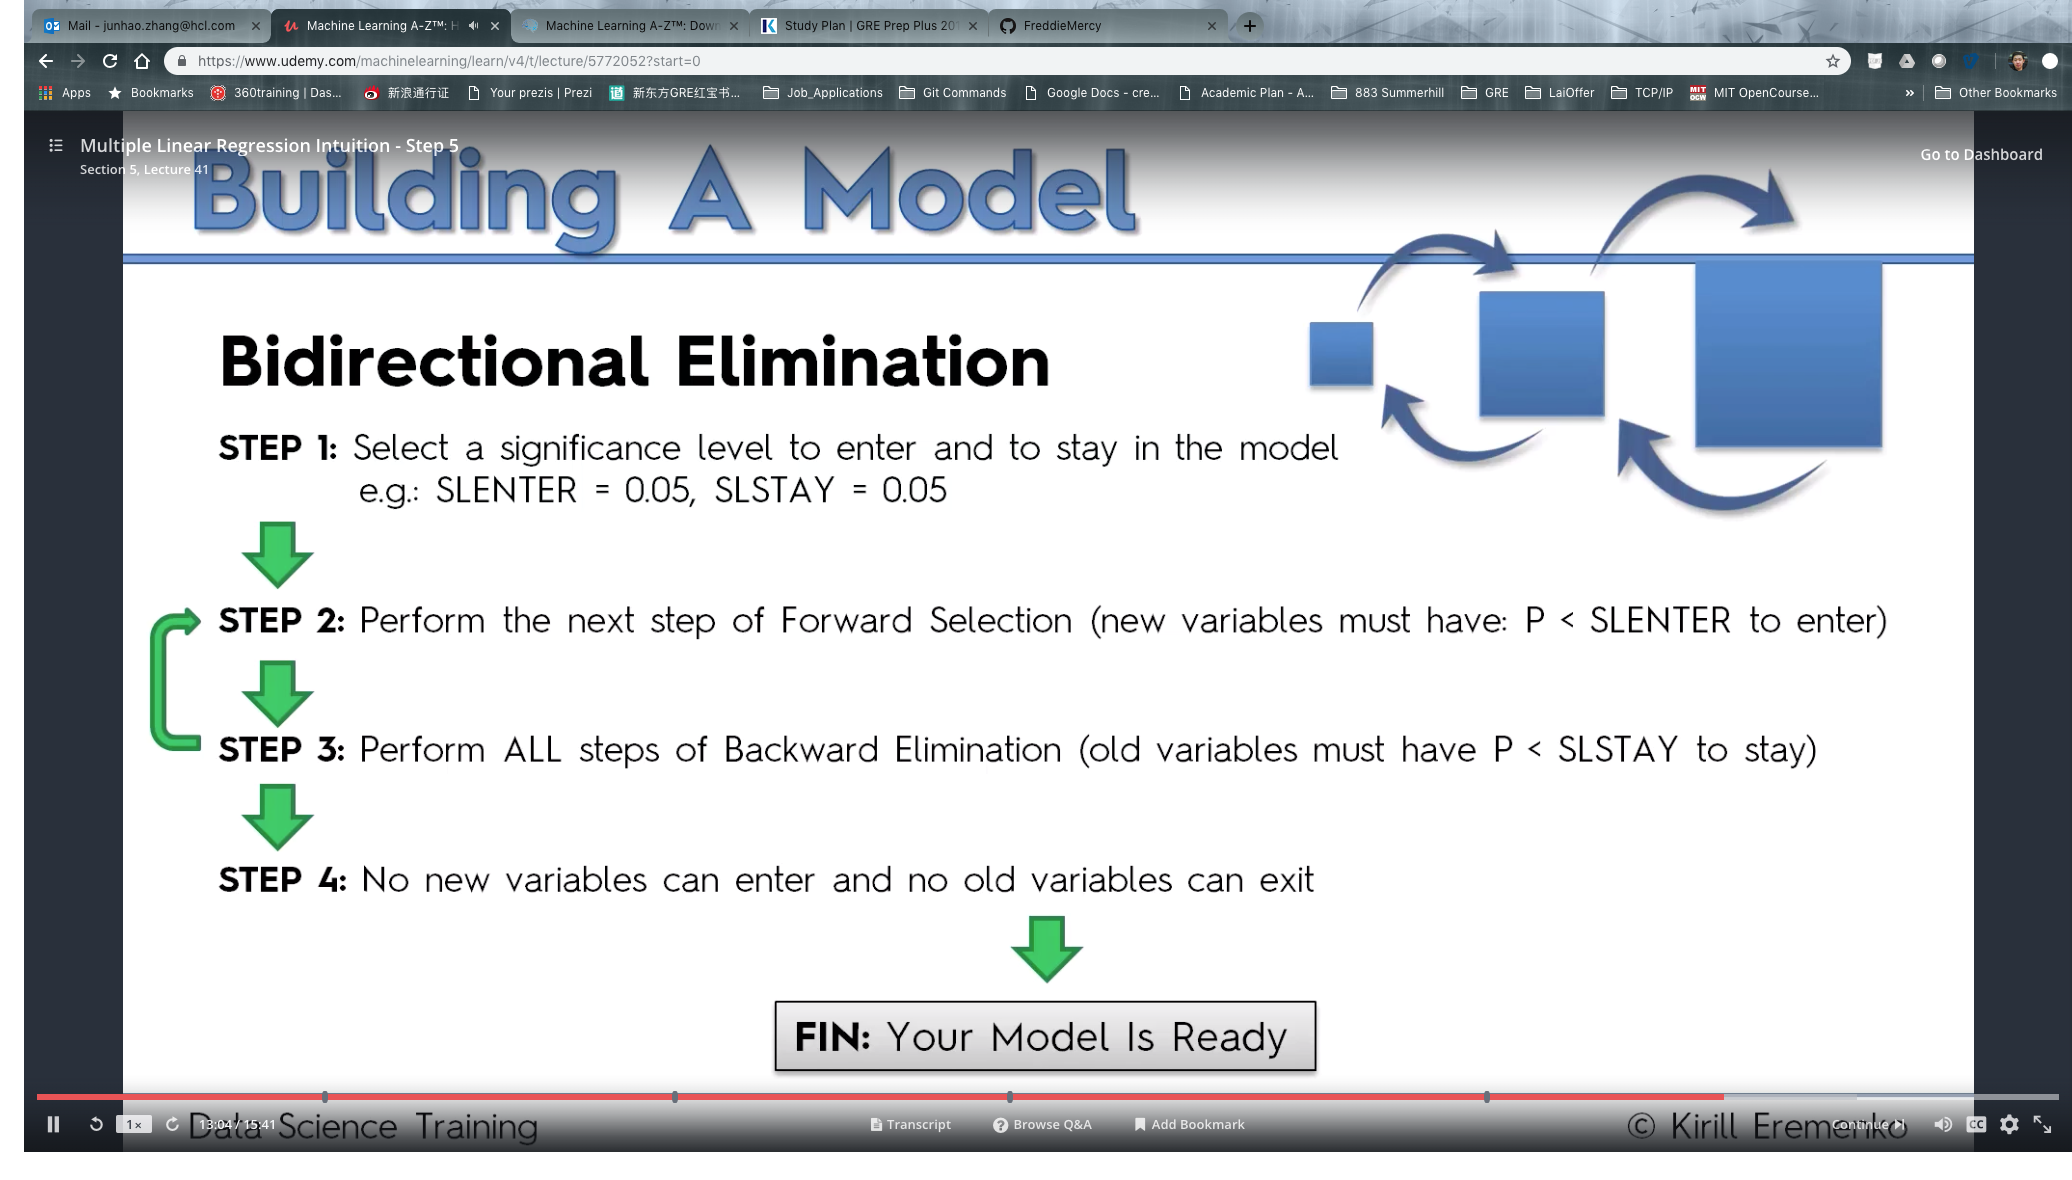 Mail - junhao.zhang@hcl.com
Machine Learning A-Z™: H
Machine Learning A-Z™: Down
Study Plan | GRE Prep Plus 201
FreddieMercy
https://www.udemy.com/machinelearning/learn/v4/t/lecture/5772052?start=0
Apps
Bookmarks
360training | Das...
新浪通行证
Your prezis | Prezi
新东方GRE红宝书...
Job_Applications
Git Commands
Google Docs - cre...
Academic Plan - A...
883 Summerhill
GRE
LaiOffer
TCP/IP
MIT OpenCourse...
»
Other Bookmarks
Multiple Linear Regression Intuition - Step 5
Section 5, Lecture 41
Go to Dashboard
Building A Model
Bidirectional Elimination
STEP 1: Select a significance level to enter and to stay in the model
e.g.: SLENTER = 0.05, SLSTAY = 0.05
STEP 2: Perform the next step of Forward Selection (new variables must have: P < SLENTER to enter)
STEP 3: Perform ALL steps of Backward Elimination (old variables must have P < SLSTAY to stay)
STEP 4: No new variables can enter and no old variables can exit
FIN: Your Model Is Ready
1x
13:04 / 15:41
Data Science Training
Transcript
Browse Q&A
Add Bookmark
© Kirill Eremenko
Continue
CC